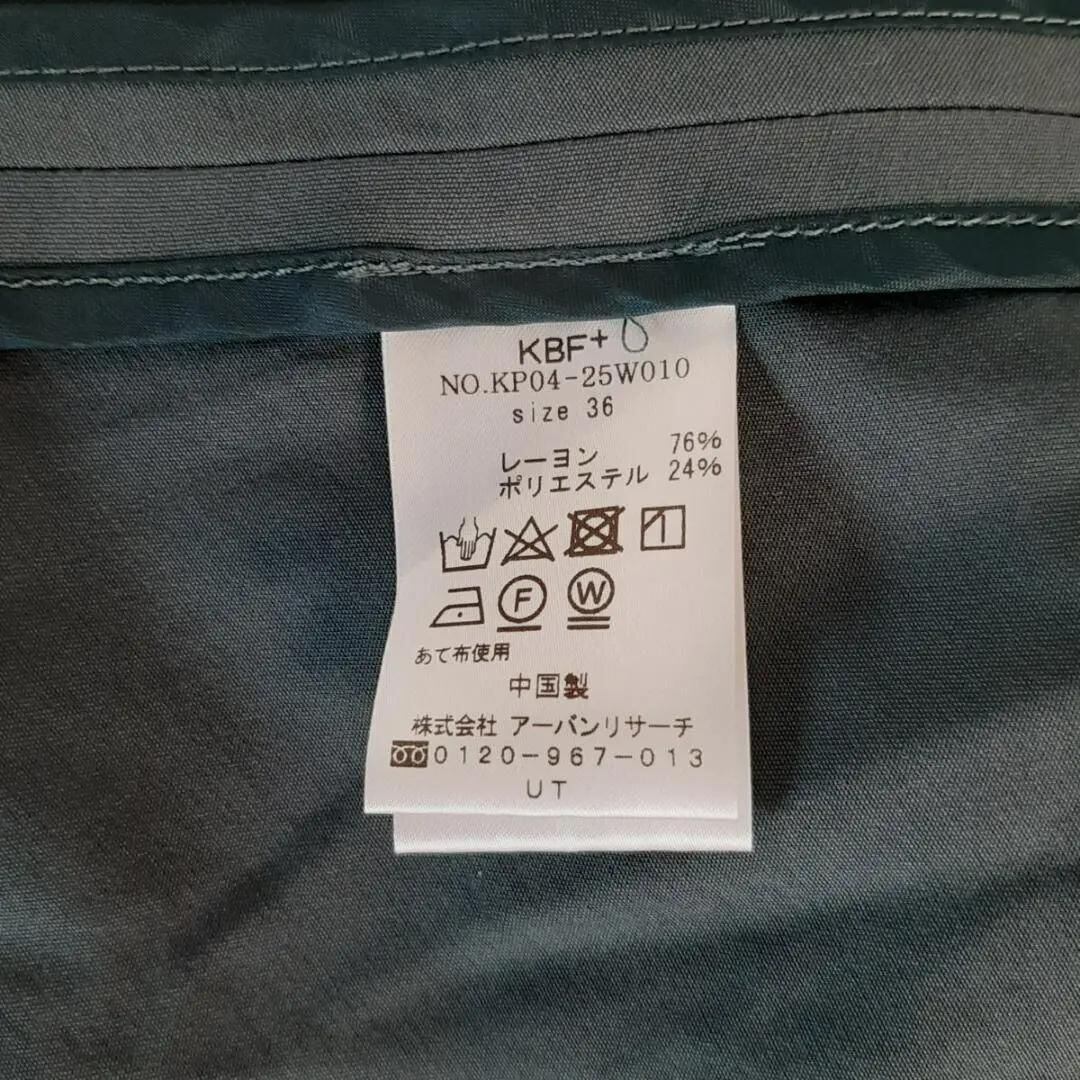 KBF+
NO.KP04-25W010
size 36
レーヨン 76%
ポリエステル 24%
F W
あて布使用
中国製
株式会社 アーバンリサーチ
0120-967-013
UT